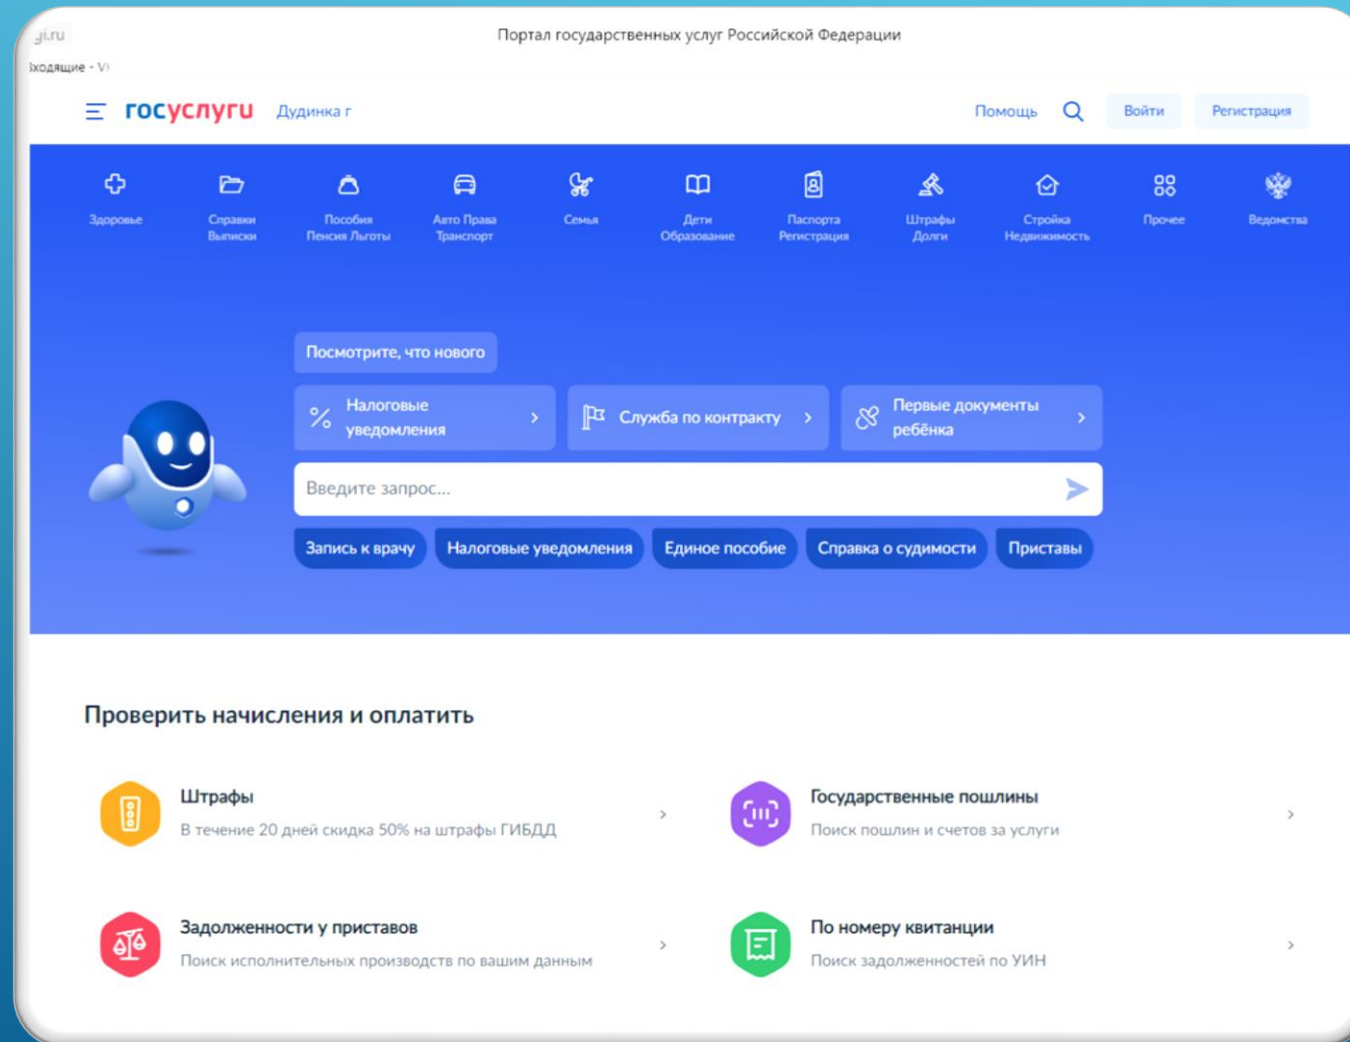 Портал государственных услуг Российской Федерации
госуслуги Дудинка г Помощь Войти Регистрация
Здоровье
Справки Выписки
Пособия Пенсия Льготы
Авто Права Транспорт
Семья
Дети Образование
Паспорта Регистрация
Штрафы Долги
Стройка Недвижимость
Прочее
Ведомства
Посмотрите, что нового
Налоговые
уведомления
Служба по контракту
Первые документы
ребёнка
Введите запрос...
Запись к врачу Налоговые уведомления Единое пособие Справка о судимости Приставы
Проверить начисления и оплатить
Штрафы
В течение 20 дней скидка 50% на штрафы ГИБДД
Государственные пошлины
Поиск пошлин и счетов за услуги
Задолженности у приставов
Поиск исполнительных производств по вашим данным
По номеру квитанции
Поиск задолженностей по УИН